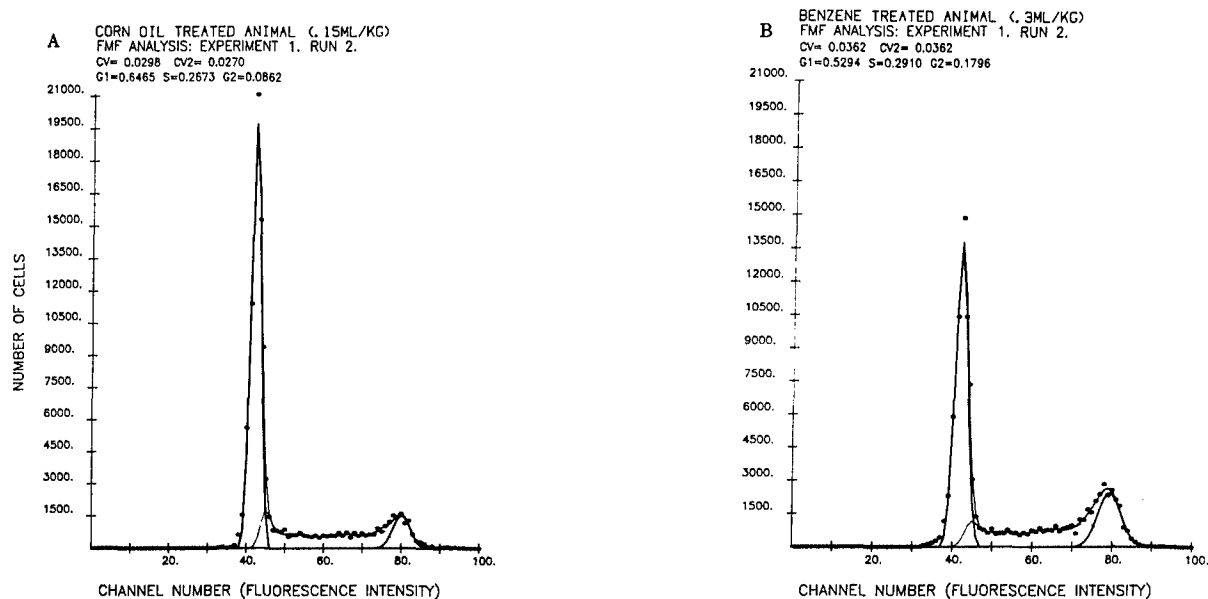 A
CORN OIL TREATED ANIMAL (.15ML/KG)
FMF ANALYSIS: EXPERIMENT 1. RUN 2.
CV= 0.0298 CV2= 0.0270
G1=0.6465 S=0.2673 G2=0.0862
21000.
19500.
18000.
16500.
15000.
13500.
12000.
10500.
9000.
7500.
6000.
4500.
3000.
1500.
NUMBER OF CELLS
20. 40. 60. 80. 100.
CHANNEL NUMBER (FLUORESCENCE INTENSITY)
B
BENZENE TREATED ANIMAL (.3ML/KG)
FMF ANALYSIS: EXPERIMENT 1. RUN 2.
CV= 0.0362 CV2= 0.0362
G1=0.5294 S=0.2910 G2=0.1796
21000.
19500.
18000.
16500.
15000.
13500.
12000.
10500.
9000.
7500.
6000.
4500.
3000.
1500.
20. 40. 60. 80. 100.
CHANNEL NUMBER (FLUORESCENCE INTENSITY)